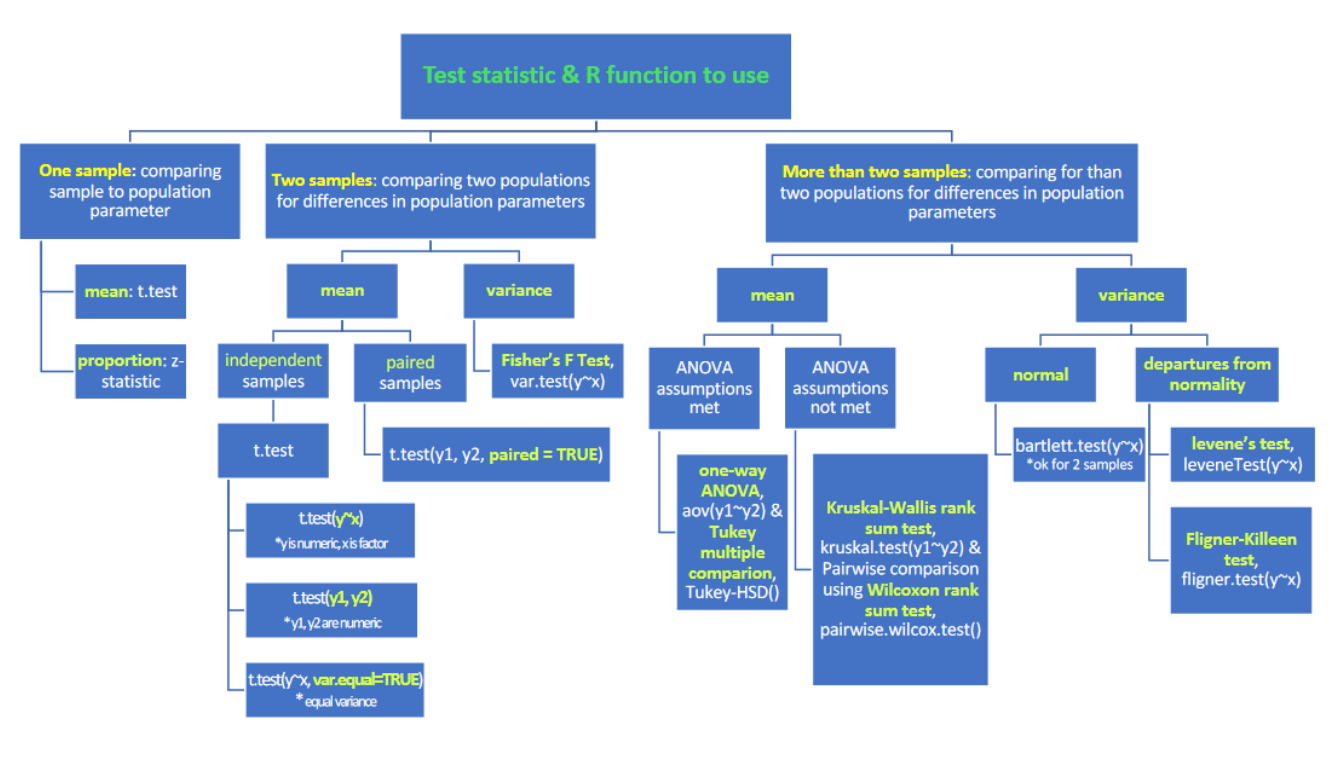 Test statistic & R function to use
One sample: comparing
sample to population
parameter
mean: t.test
proportion: z-
statistic
Two samples: comparing two populations
for differences in population parameters
mean
independent
samples
t.test
t.test(y~x)
*y is numeric, x is factor
t.test(y1, y2)
*y1, y2 are numeric
t.test(y~x, var.equal=TRUE)
* equal variance
paired
samples
t.test(y1, y2, paired = TRUE)
variance
Fisher's F Test,
var.test(y~x)
More than two samples: comparing for than
two populations for differences in population
parameters
mean
ANOVA
assumptions
met
one-way
ANOVA,
aov(y1~y2) &
Tukey
multiple
comparion,
Tukey-HSD()
ANOVA
assumptions
not met
Kruskal-Wallis rank
sum test,
kruskal.test(y1~y2) &
Pairwise comparison
using Wilcoxon rank
sum test,
pairwise.wilcox.test()
variance
normal
bartlett.test(y~x)
*ok for 2 samples
departures from
normality
levene's test,
leveneTest(y~x)
Fligner-Killeen
test,
fligner.test(y~x)